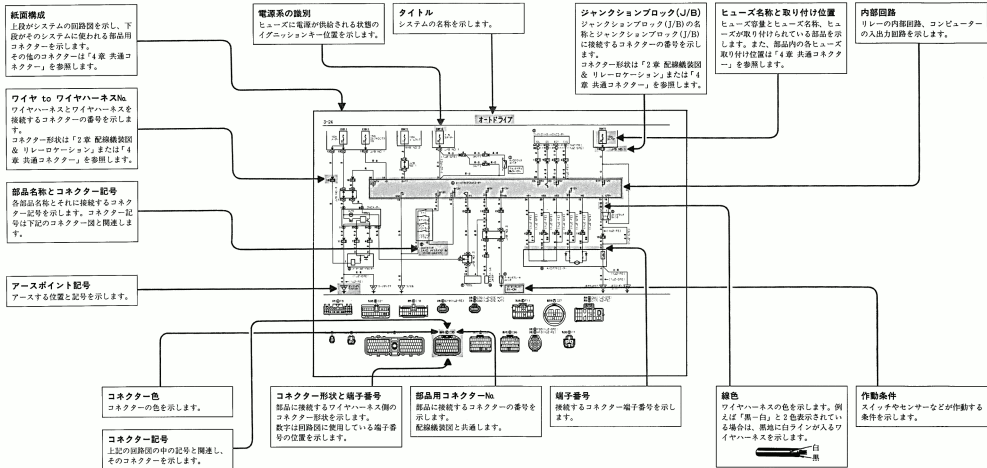 紙面構成
上段がシステムの回路図を示し、下
段がそのシステムに使われる部品用
コネクターを示します。
その他のコネクターは「4章 共通コ
ネクター」を参照します。
電源系の識別
ヒューズに電源が供給される状態の
イグニッションキー位置を示します。
タイトル
システムの名称を示します。
ジャンクションブロック(J/B)
ジャンクションブロック(J/B)の名
称とジャンクションブロック(J/B)
に接続するコネクターの番号を示し
ます。
コネクター形状は「2章 配線艤装図
& リレーロケーション」または「4
章 共通コネクター」を参照します。
ヒューズ名称と取り付け位置
ヒューズ容量とヒューズ名称、ヒュ
ーズが取り付けられている部品を示
します。また、部品内の各ヒューズ
取り付け位置は「4章 共通コネクタ
ー」を参照します。
内部回路
リレーの内部回路、コンピューター
の入出力回路を示します。
ワイヤ to ワイヤハーネス№
ワイヤハーネスとワイヤハーネスを
接続するコネクターの番号を示しま
す。
コネクター形状は「2章 配線艤装図
& リレーロケーション」または「4
章 共通コネクター」を参照します。
部品名称とコネクター記号
各部品名称とそれに接続するコネク
ター記号を示します。コネクター記
号は下記のコネクター図と関連しま
す。
アースポイント記号
アースする位置と記号を示します。
オートドライブ
コネクター色
コネクターの色を示します。
コネクター記号
上記の回路図の中の記号と関連し、
そのコネクターを示します。
コネクター形状と端子番号
部品に接続するワイヤハーネス側の
コネクター形状を示します。
数字は回路図に使用している端子番
号の位置を示します。
部品用コネクター№
部品に接続するコネクターの番号を
示します。
配線艤装図と共通します。
端子番号
接続するコネクター端子番号を示し
ます。
線色
ワイヤハーネスの色を示します。例
えば「黒－白」と2色表示されてい
る場合は、黒地に白ラインが入るワ
イヤハーネスを示します。
白
黒
作動条件
スイッチやセンサーなどが作動する
条件を示します。